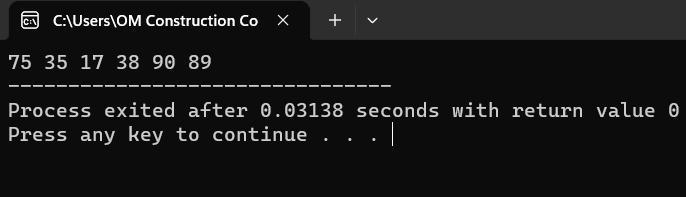 C:\Users\OM Construction Co
75 35 17 38 90 89
--------------------------------
Process exited after 0.03138 seconds with return value 0
Press any key to continue . . .